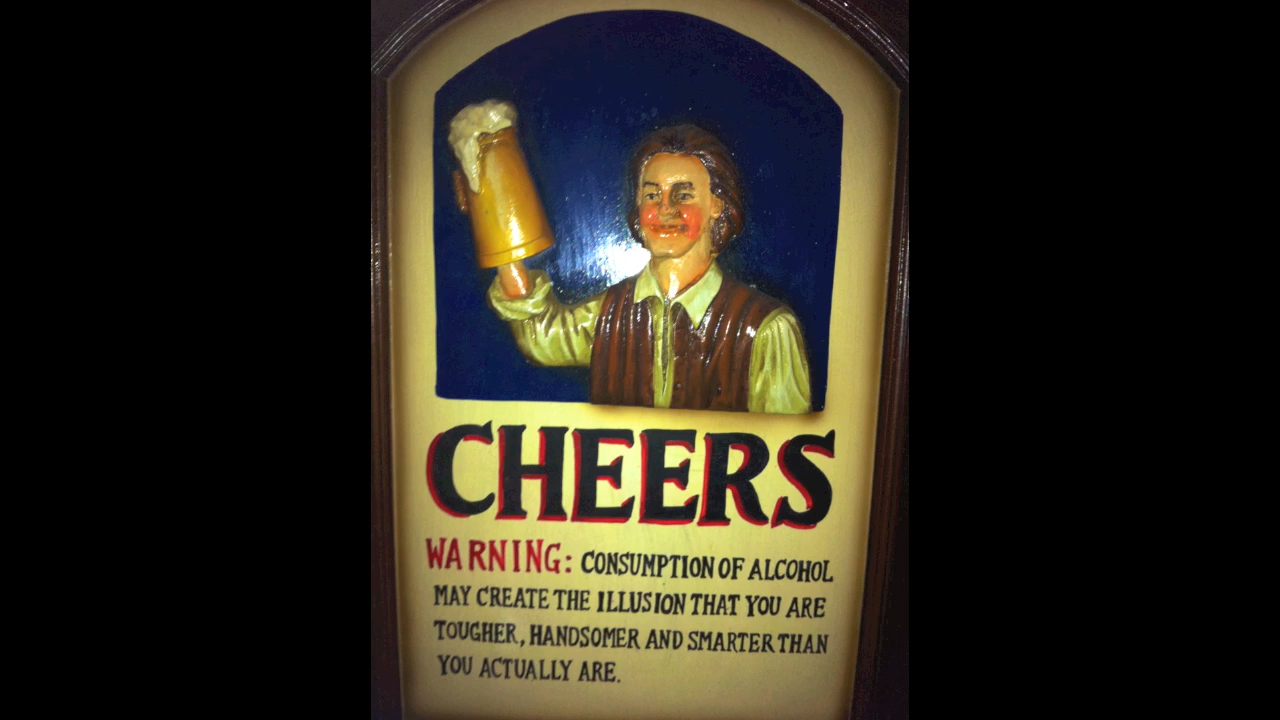 CHEERS
WARNING: CONSUMPTION OF ALCOHOL
MAY CREATE THE ILLUSION THAT YOU ARE
TOUGHER, HANDSOMER AND SMARTER THAN
YOU ACTUALLY ARE.